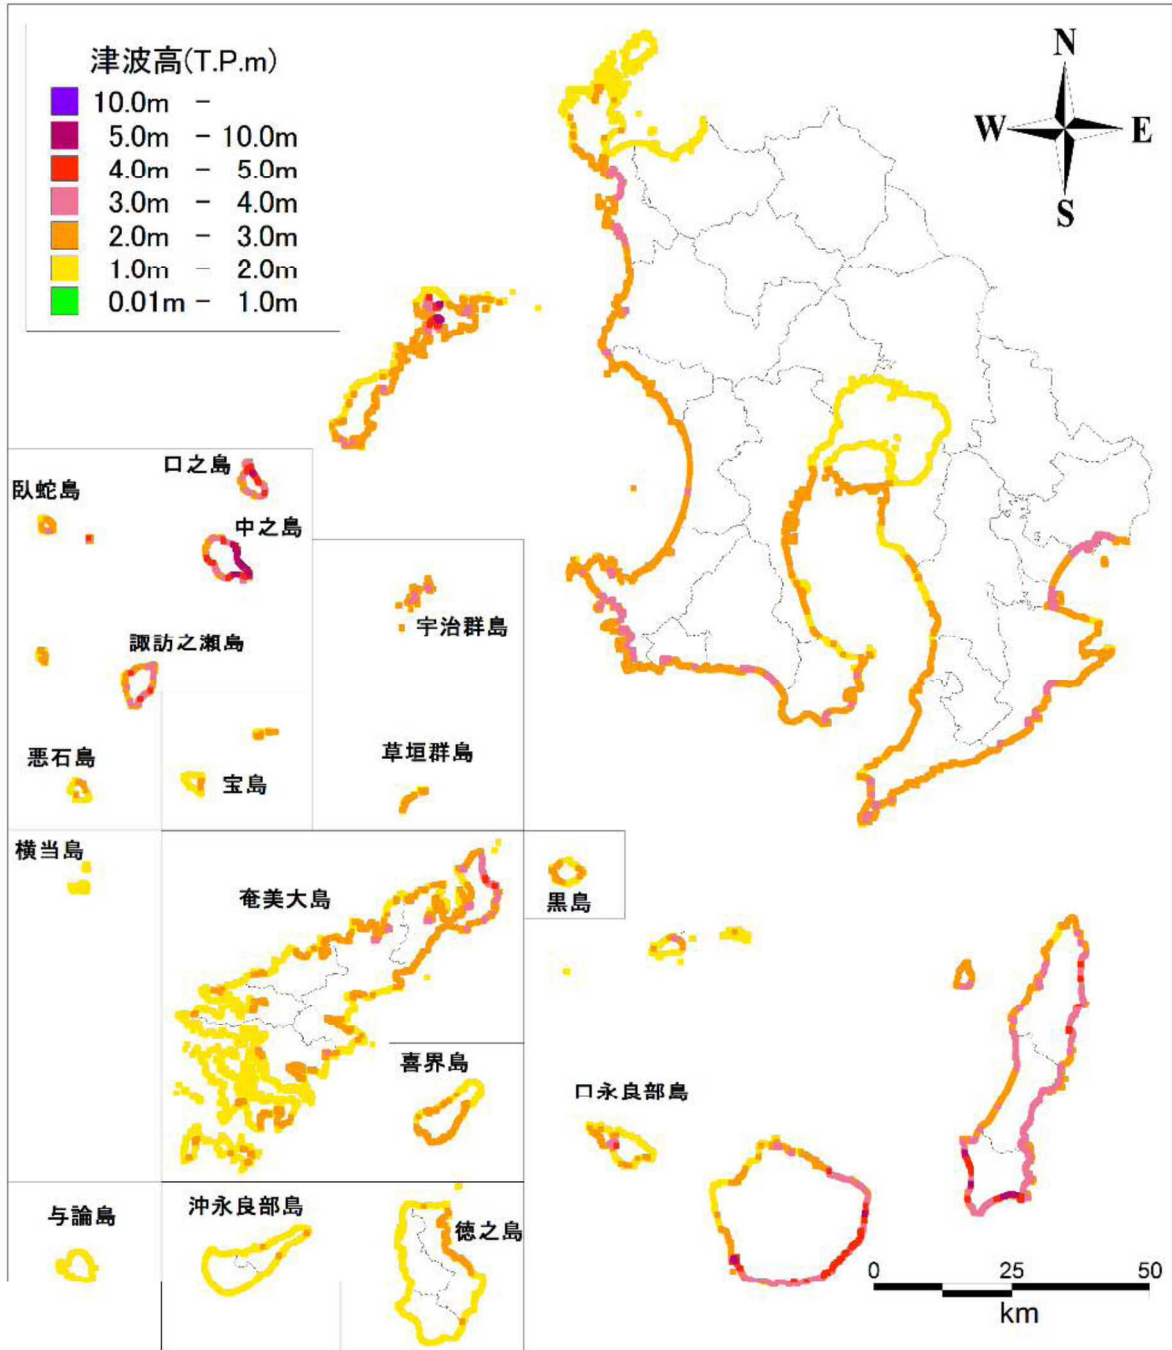 津波高(T.P.m)
10.0m -
5.0m - 10.0m
4.0m - 5.0m
3.0m - 4.0m
2.0m - 3.0m
1.0m - 2.0m
0.01m - 1.0m
N
W E
S
口之島
臥蛇島
中之島
宇治群島
諏訪之瀬島
悪石島
宝島
草垣群島
横当島
奄美大島
黒島
喜界島
口永良部島
与論島
沖永良部島
徳之島
0 25 50
km